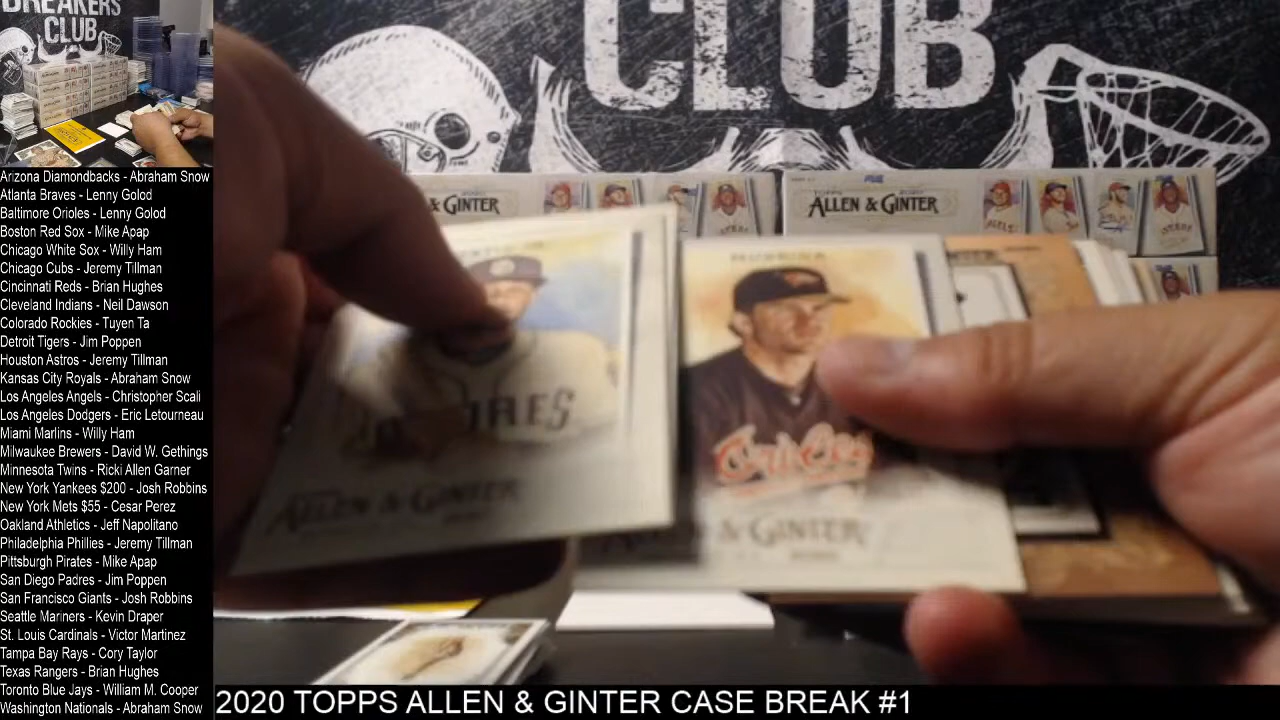 BREAKERS
CLUB
CLUB
Arizona Diamondbacks - Abraham Snow
Atlanta Braves - Lenny Golod
Baltimore Orioles - Lenny Golod
Boston Red Sox - Mike Apap
Chicago White Sox - Willy Ham
Chicago Cubs - Jeremy Tillman
Cincinnati Reds - Brian Hughes
Cleveland Indians - Neil Dawson
Colorado Rockies - Tuyen Ta
Detroit Tigers - Jim Poppen
Houston Astros - Jeremy Tillman
Kansas City Royals - Abraham Snow
Los Angeles Angels - Christopher Scali
Los Angeles Dodgers - Eric Letourneau
Miami Marlins - Willy Ham
Milwaukee Brewers - David W. Gethings
Minnesota Twins - Ricki Allen Garner
New York Yankees $200 - Josh Robbins
New York Mets $55 - Cesar Perez
Oakland Athletics - Jeff Napolitano
Philadelphia Phillies - Jeremy Tillman
Pittsburgh Pirates - Mike Apap
San Diego Padres - Jim Poppen
San Francisco Giants - Josh Robbins
Seattle Mariners - Kevin Draper
St. Louis Cardinals - Victor Martinez
Tampa Bay Rays - Cory Taylor
Texas Rangers - Brian Hughes
Toronto Blue Jays - William M. Cooper
Washington Nationals - Abraham Snow
& GINTER
TOPPS 2020
ALLEN & GINTER
Orioles
ALLEN & GINTER
& GINTER
2020 TOPPS ALLEN & GINTER CASE BREAK #1